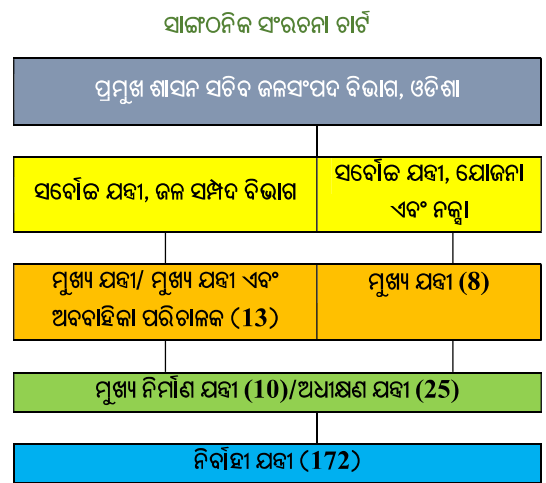 ସାଙ୍ଗଠନିକ ସଂରଚନା ଚାର୍ଟ
ପ୍ରମୁଖ ଶାସନ ସଚିବ ଜଳସଂପଦ ବିଭାଗ, ଓଡିଶା
ସର୍ବୋଚ୍ଚ ଯନ୍ତ୍ରୀ, ଜଳ ସମ୍ପଦ ବିଭାଗ
ସର୍ବୋଚ୍ଚ ଯନ୍ତ୍ରୀ, ଯୋଜନା
ଏବଂ ନକ୍ସା
ମୁଖ୍ୟ ଯନ୍ତ୍ରୀ/ ମୁଖ୍ୟ ଯନ୍ତ୍ରୀ ଏବଂ
ଅବବାହିକା ପରିଚାଳକ (13)
ମୁଖ୍ୟ ଯନ୍ତ୍ରୀ (8)
ମୁଖ୍ୟ ନିର୍ମାଣ ଯନ୍ତ୍ରୀ (10)/ଅଧୀକ୍ଷଣ ଯନ୍ତ୍ରୀ (25)
ନିର୍ବାହୀ ଯନ୍ତ୍ରୀ (172)